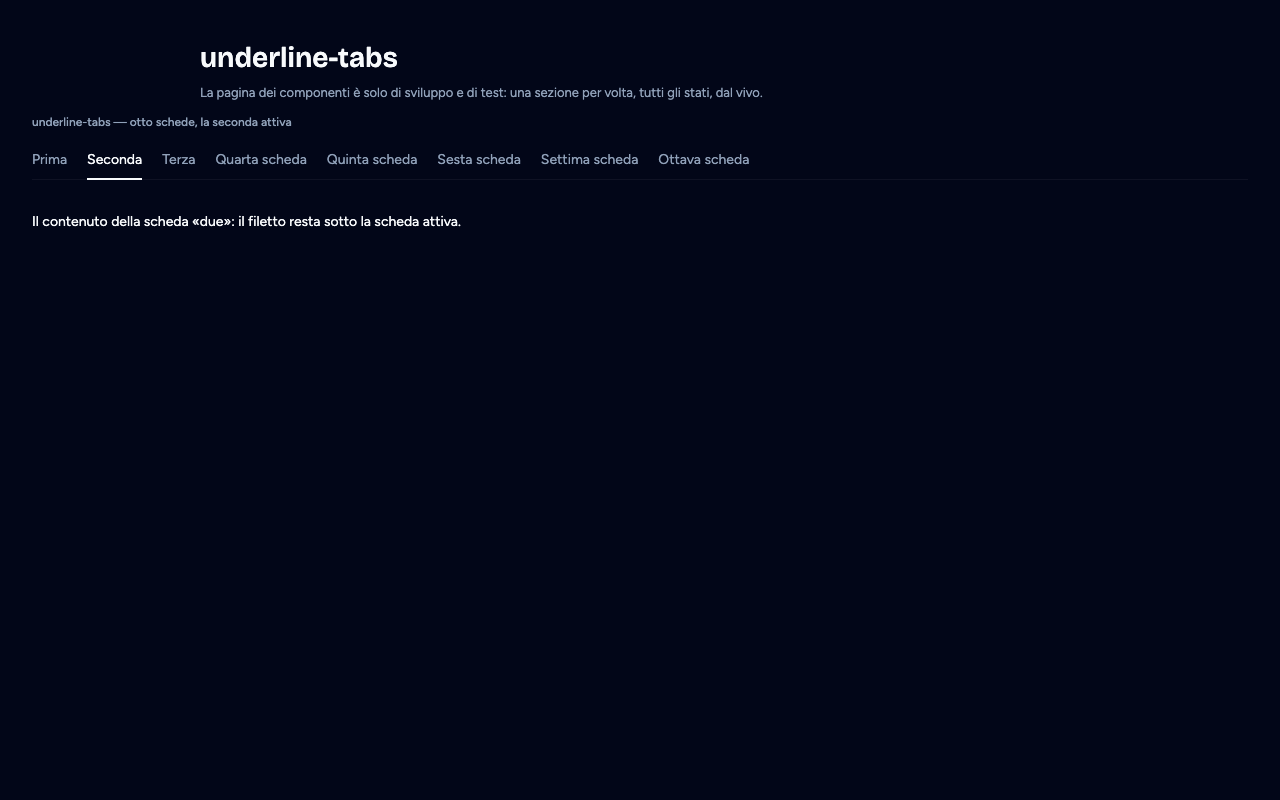 underline-tabs
La pagina dei componenti è solo di sviluppo e di test: una sezione per volta, tutti gli stati, dal vivo.
underline-tabs — otto schede, la seconda attiva
Prima Seconda Terza Quarta scheda Quinta scheda Sesta scheda Settima scheda Ottava scheda
Il contenuto della scheda «due»: il filetto resta sotto la scheda attiva.